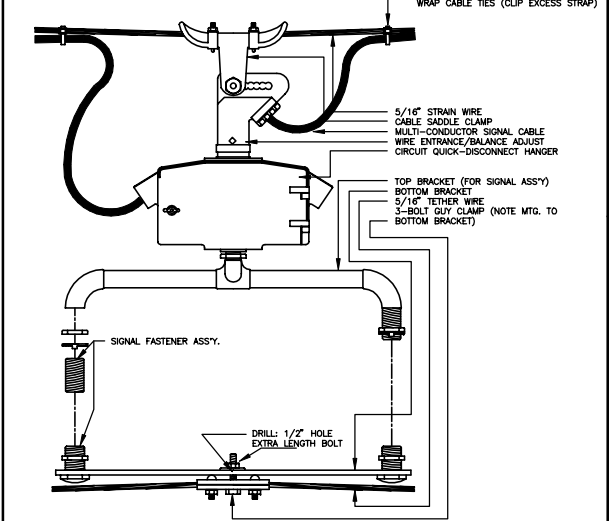 WRAP CABLE TIES (CLIP EXCESS STRAP)
5/16" STRAIN WIRE
CABLE SADDLE CLAMP
MULTI-CONDUCTOR SIGNAL CABLE
WIRE ENTRANCE/BALANCE ADJUST
CIRCUIT QUICK-DISCONNECT HANGER
TOP BRACKET (FOR SIGNAL ASS'Y)
BOTTOM BRACKET
5/16" TETHER WIRE
3-BOLT GUY CLAMP (NOTE MTG. TO
BOTTOM BRACKET)
SIGNAL FASTENER ASS'Y.
DRILL: 1/2" HOLE
EXTRA LENGTH BOLT